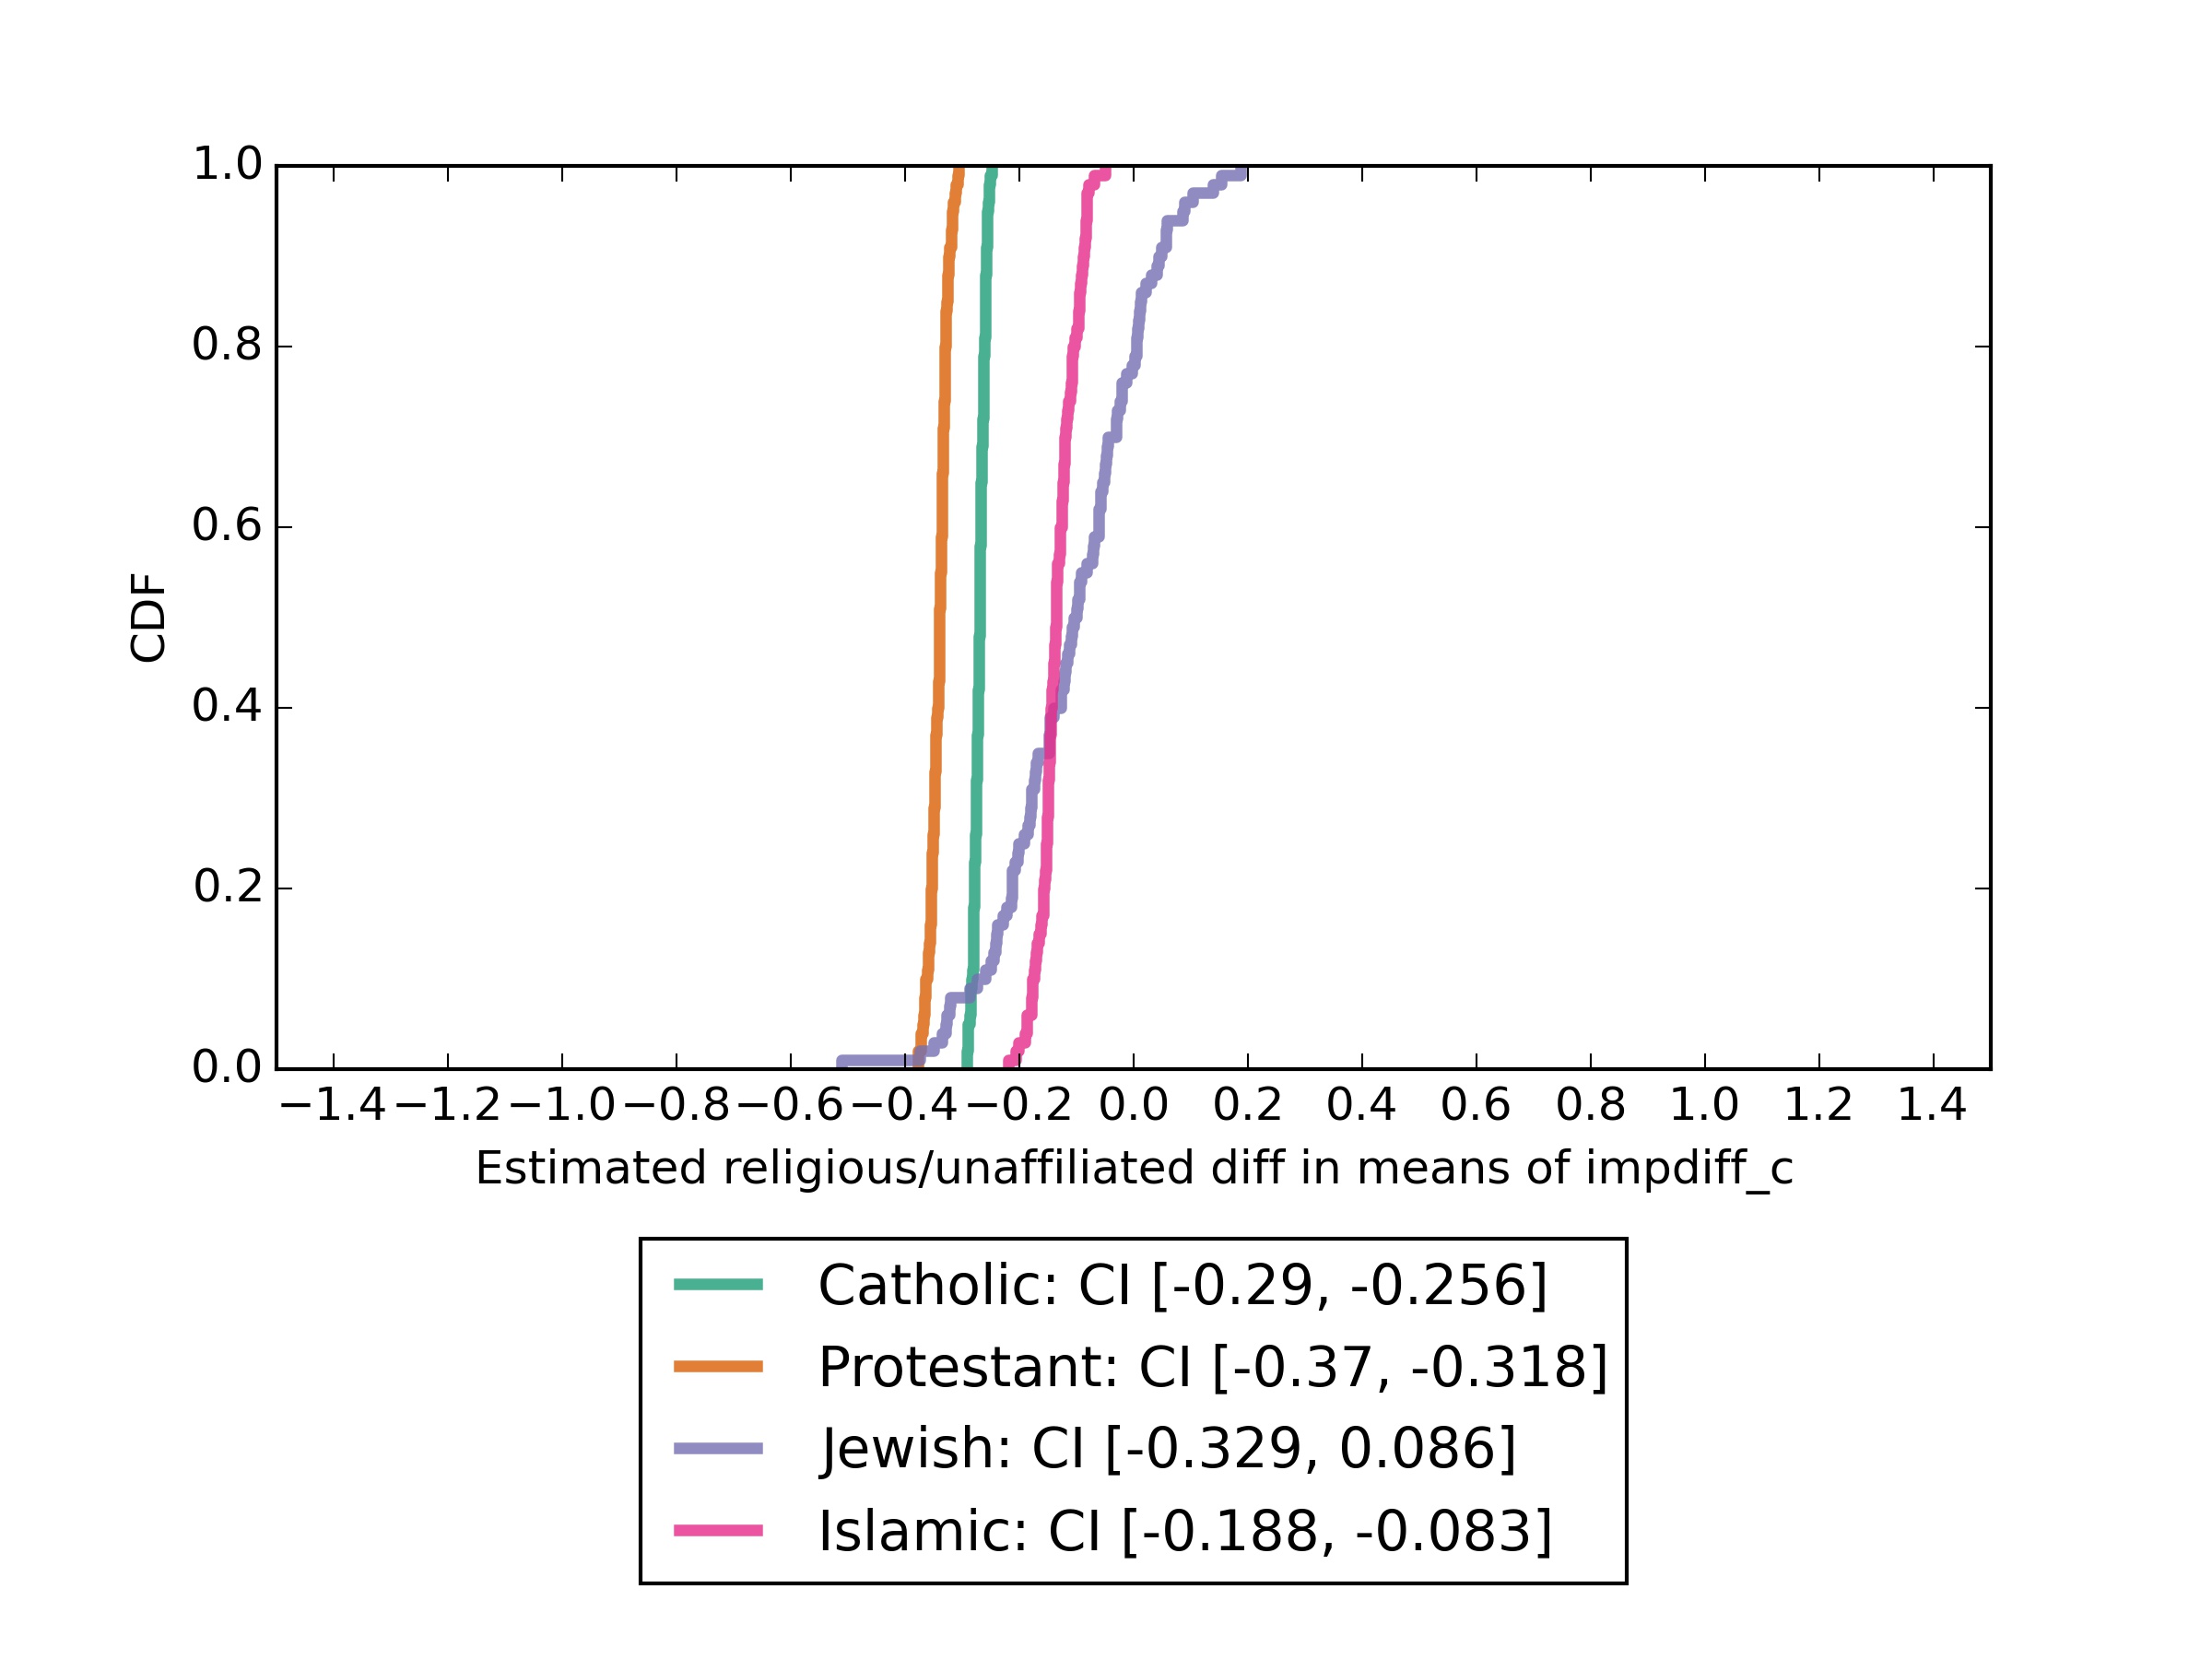 1.0
0.8
0.6
0.4
0.2
0.0
CDF
−1.4 −1.2 −1.0 −0.8 −0.6 −0.4 −0.2 0.0 0.2 0.4 0.6 0.8 1.0 1.2 1.4
Estimated religious/unaffiliated diff in means of impdiff_c
Catholic: CI [-0.29, -0.256]
Protestant: CI [-0.37, -0.318]
Jewish: CI [-0.329, 0.086]
Islamic: CI [-0.188, -0.083]